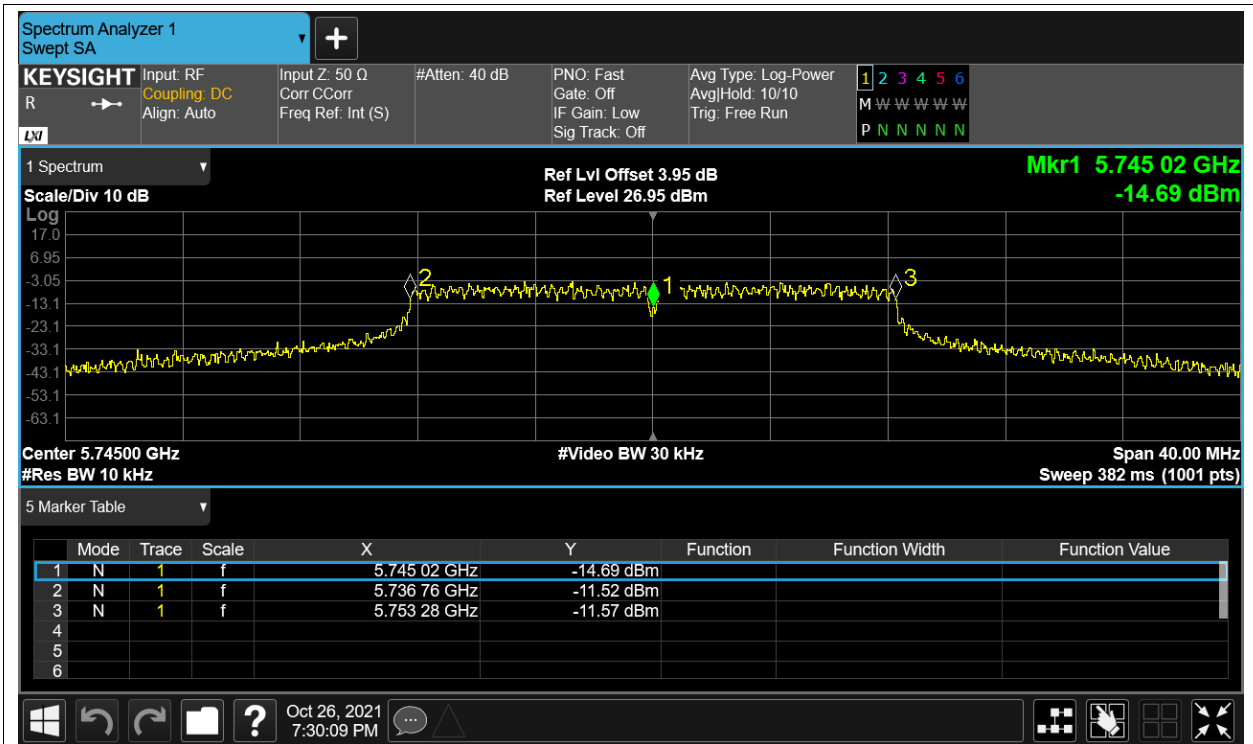 Spectrum Analyzer 1
Swept SA
KEYSIGHT Input: RF Input Z: 50 Ω #Atten: 40 dB PNO: Fast Avg Type: Log-Power 1 2 3 4 5 6
R Coupling: DC Corr CCorr Gate: Off Avg|Hold: 10/10 M W W W W W
Align: Auto Freq Ref: Int (S) IF Gain: Low Trig: Free Run
LXI Sig Track: Off P N N N N N
1 Spectrum Ref Lvl Offset 3.95 dB Mkr1 5.745 02 GHz
Scale/Div 10 dB Ref Level 26.95 dBm -14.69 dBm
Log
17.0
6.95
-3.05
2 1 3
-13.1
-23.1
-33.1
-43.1
-53.1
-63.1
Center 5.74500 GHz #Video BW 30 kHz Span 40.00 MHz
#Res BW 10 kHz Sweep 382 ms (1001 pts)
5 Marker Table
Mode Trace Scale X Y Function Function Width Function Value
1 N 1 f 5.745 02 GHz -14.69 dBm
2 N 1 f 5.736 76 GHz -11.52 dBm
3 N 1 f 5.753 28 GHz -11.57 dBm
4
5
6
? Oct 26, 2021
7:30:09 PM